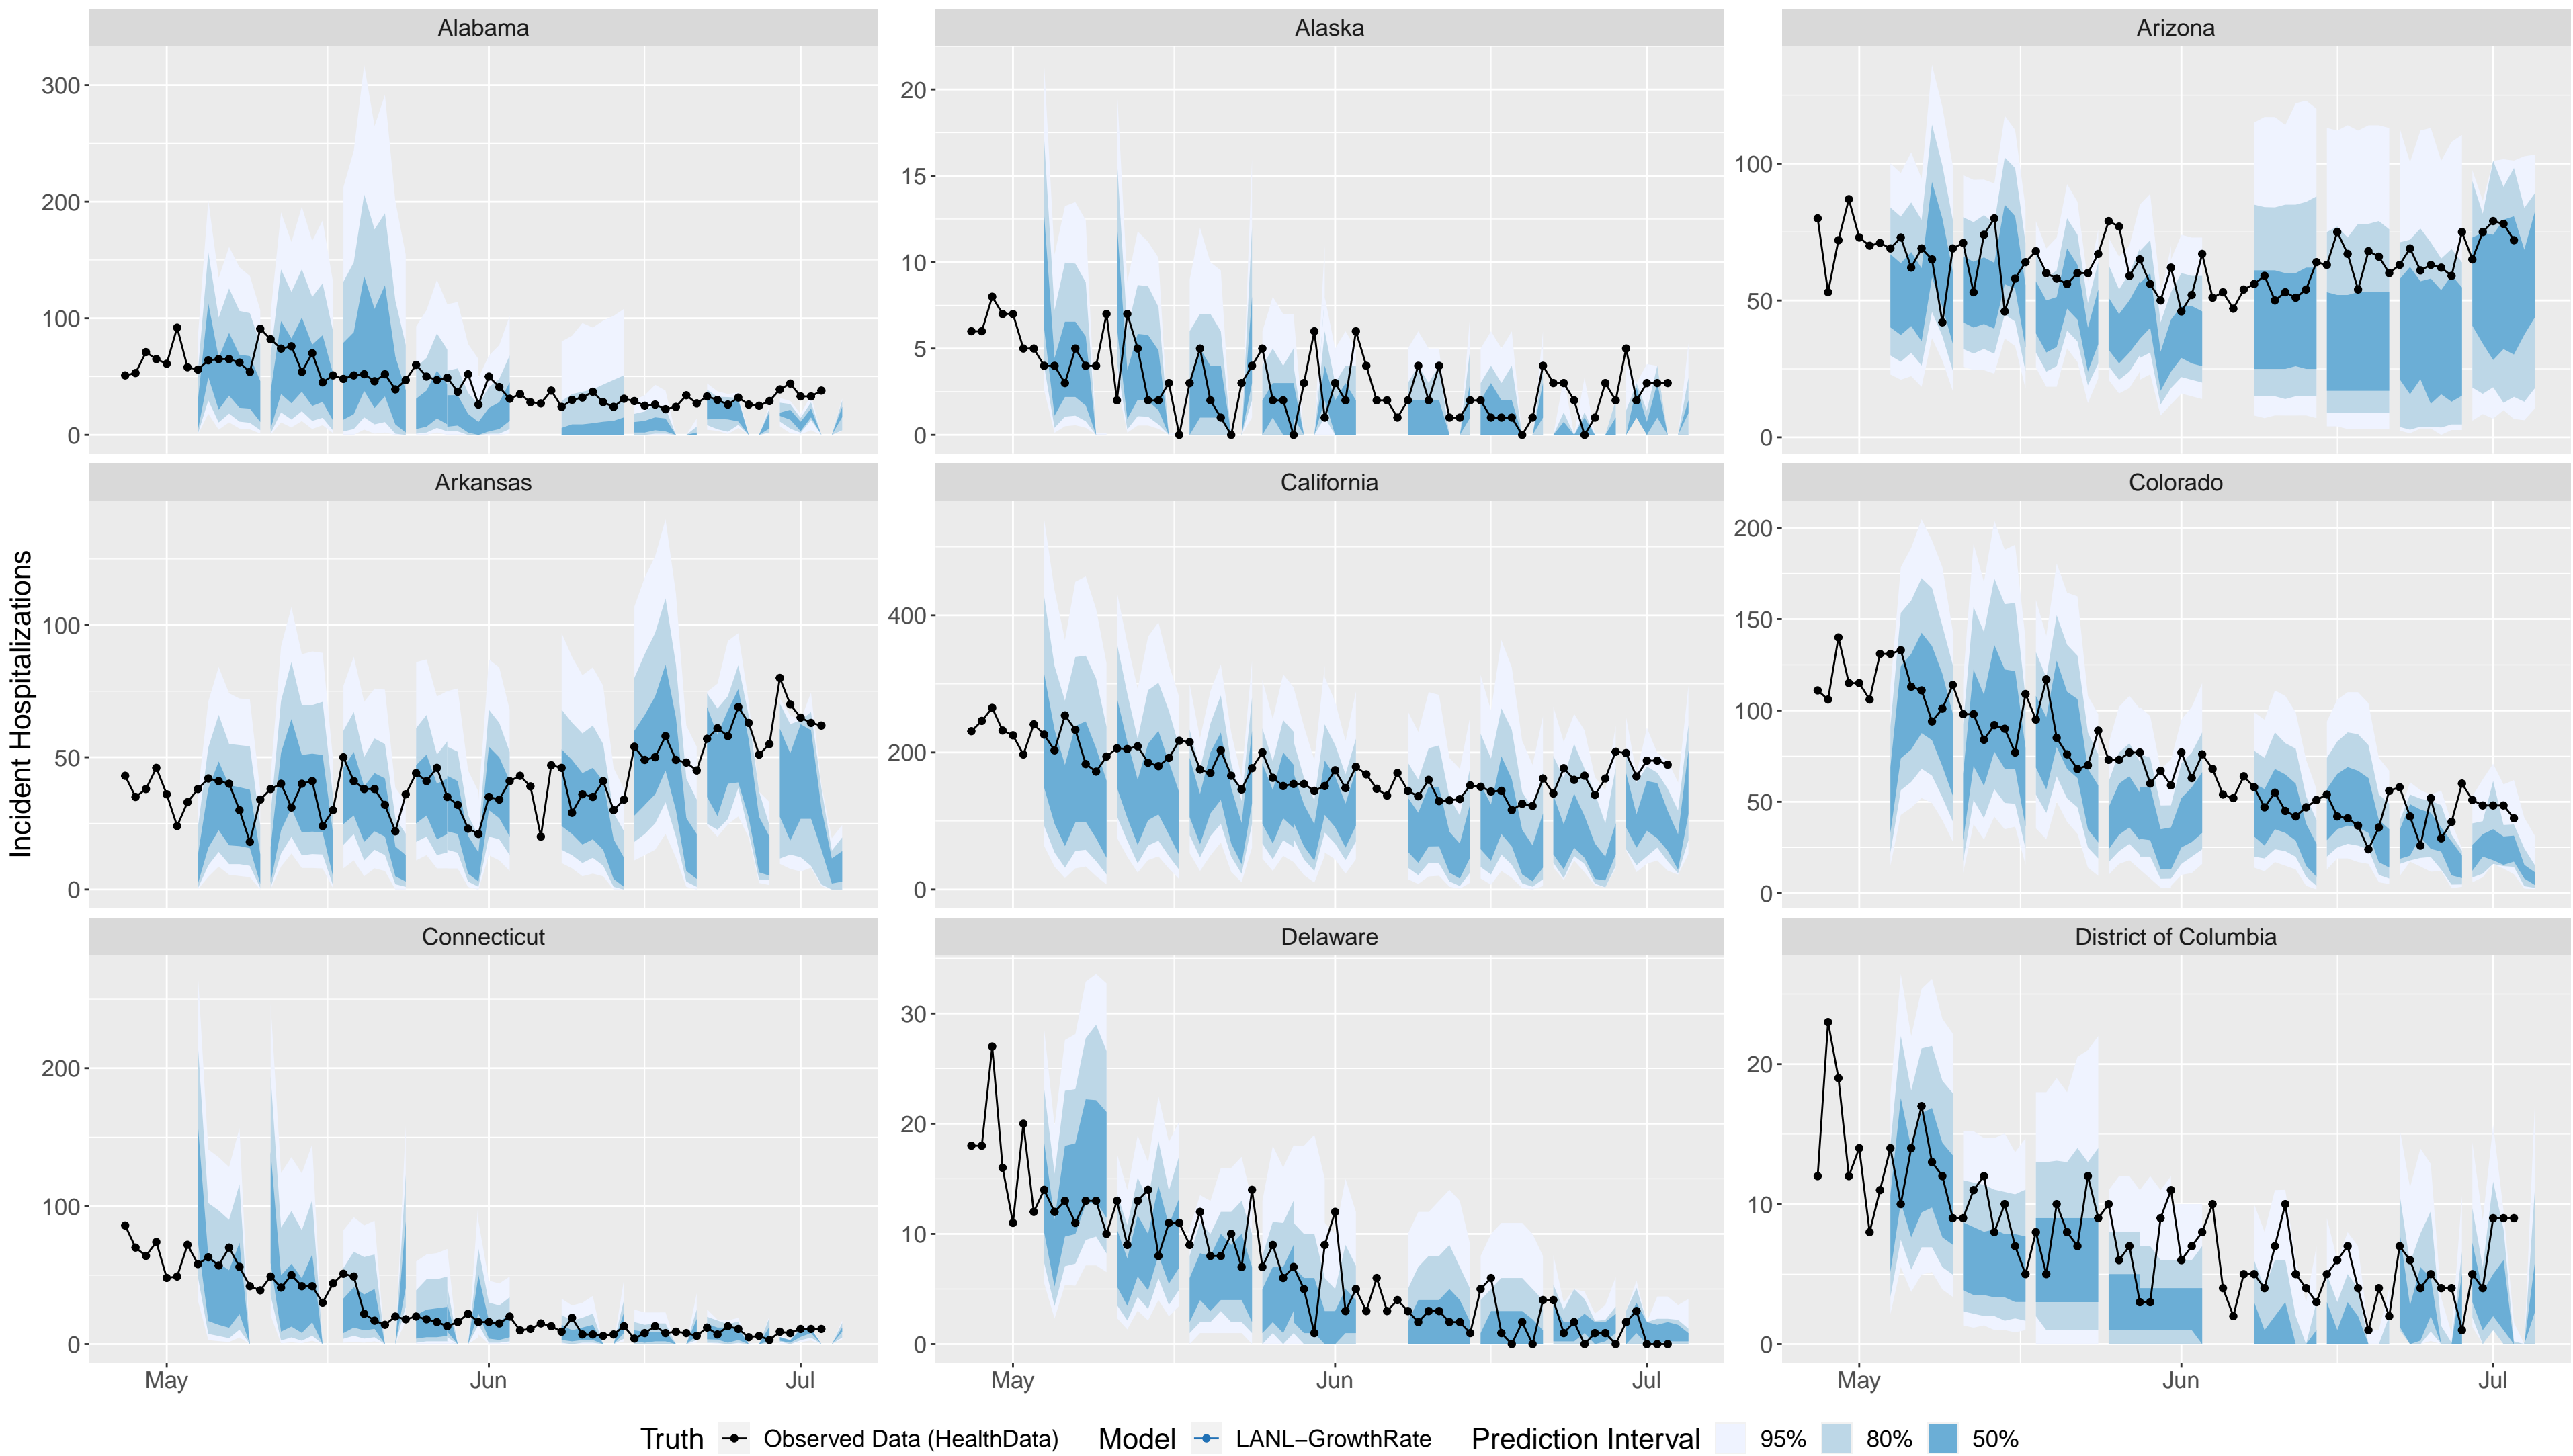 Alabama
Alaska
Arizona
300
200
100
0
20
15
10
5
0
100
50
0
Arkansas
California
Colorado
Incident Hospitalizations
100
50
0
400
200
0
200
150
100
50
0
Connecticut
Delaware
District of Columbia
200
100
0
30
20
10
0
20
10
0
May Jun Jul
May Jun Jul
May Jun Jul
Truth Observed Data (HealthData) Model LANL−GrowthRate Prediction Interval 95% 80% 50%